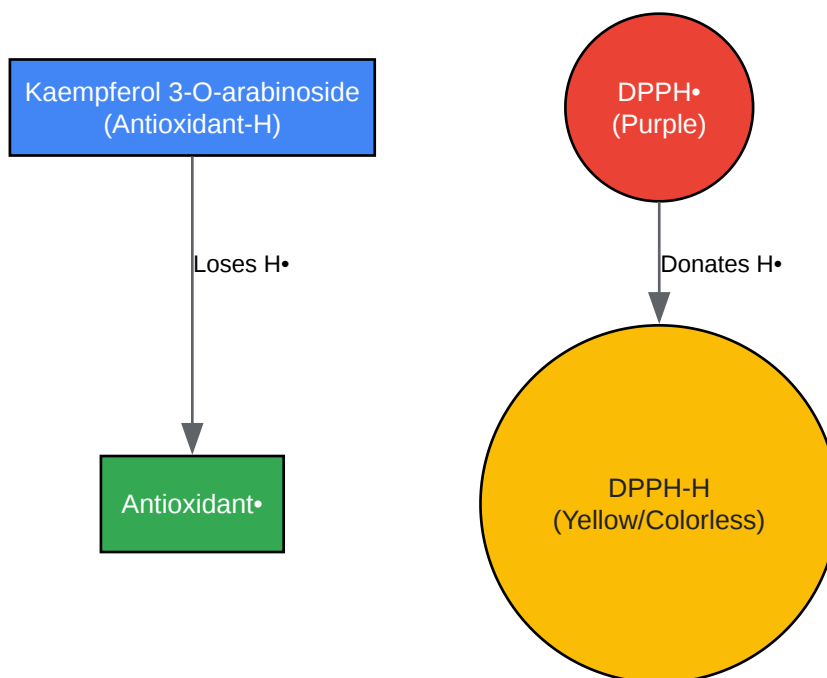 Kaempferol 3-O-arabinoside
(Antioxidant-H)
Loses H•
Antioxidant•
DPPH•
(Purple)
Donates H•
DPPH-H
(Yellow/Colorless)